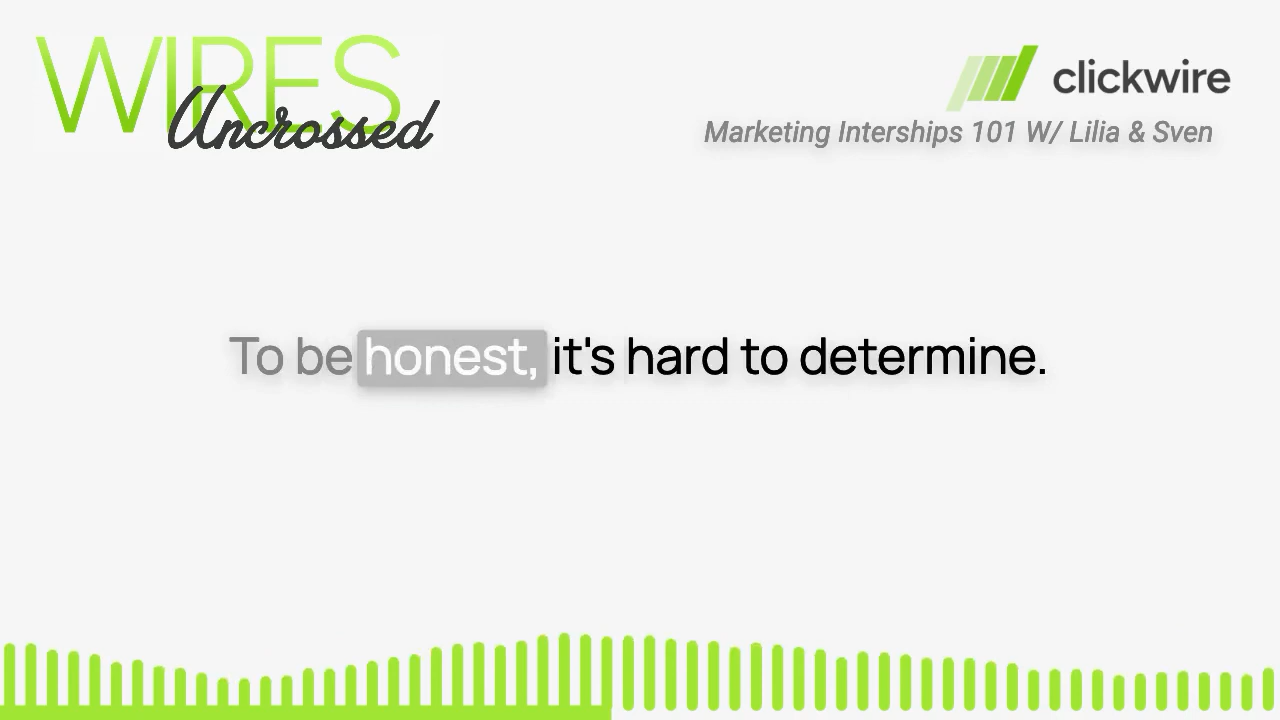 WIRES
Uncrossed
clickwire
Marketing Interships 101 W/ Lilia & Sven
To be honest, it's hard to determine.